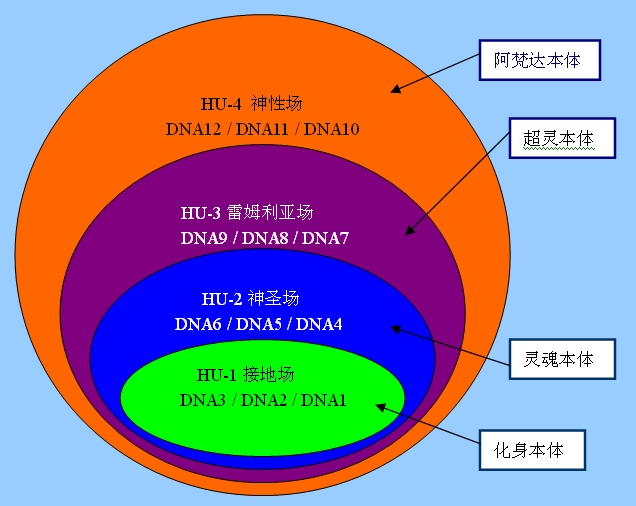 阿梵达本体
HU-4 神性场
DNA12 / DNA11 / DNA10
超灵本体
HU-3 雷姆利亚场
DNA9 / DNA8 / DNA7
HU-2 神圣场
DNA6 / DNA5 / DNA4
灵魂本体
HU-1 接地场
DNA3 / DNA2 / DNA1
化身本体